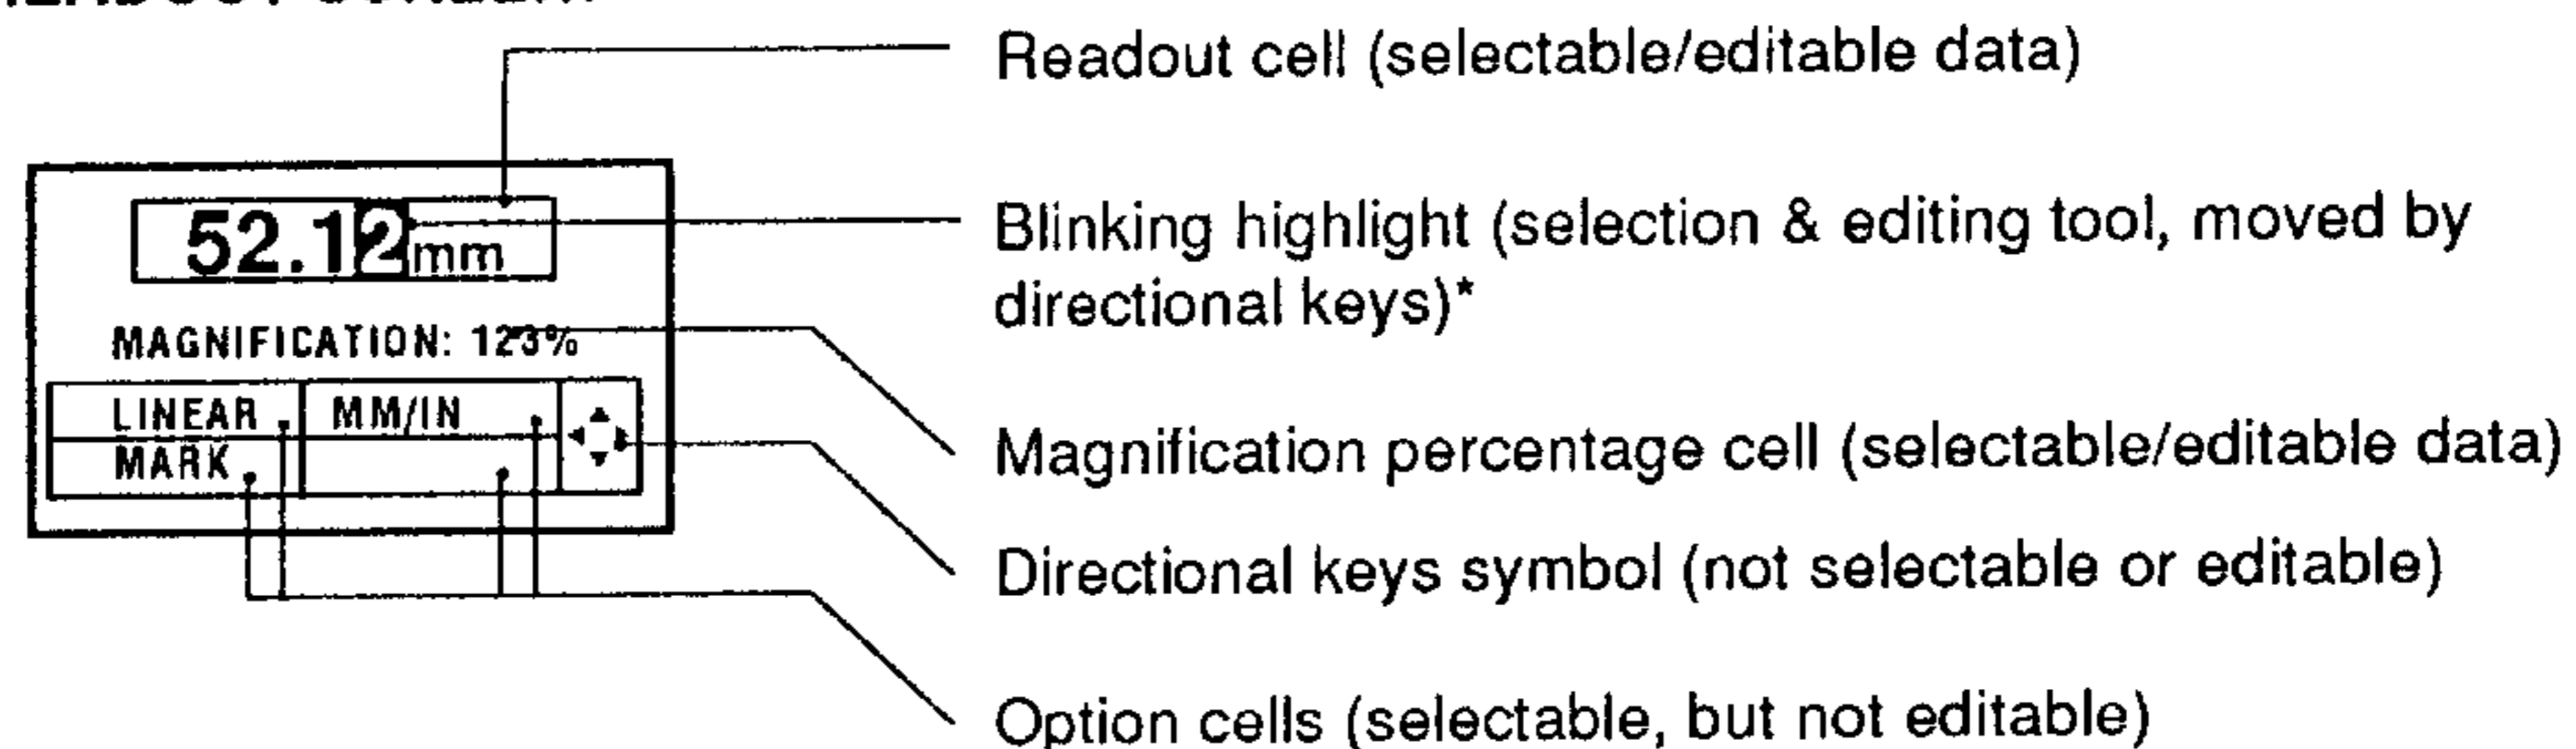 READOUT SCREEN:
Readout cell (selectable/editable data)
52.12mm
Blinking highlight (selection & editing tool, moved by
directional keys)*
MAGNIFICATION: 123%
LINEAR MM/IN
MARK
Magnification percentage cell (selectable/editable data)
Directional keys symbol (not selectable or editable)
Option cells (selectable, but not editable)